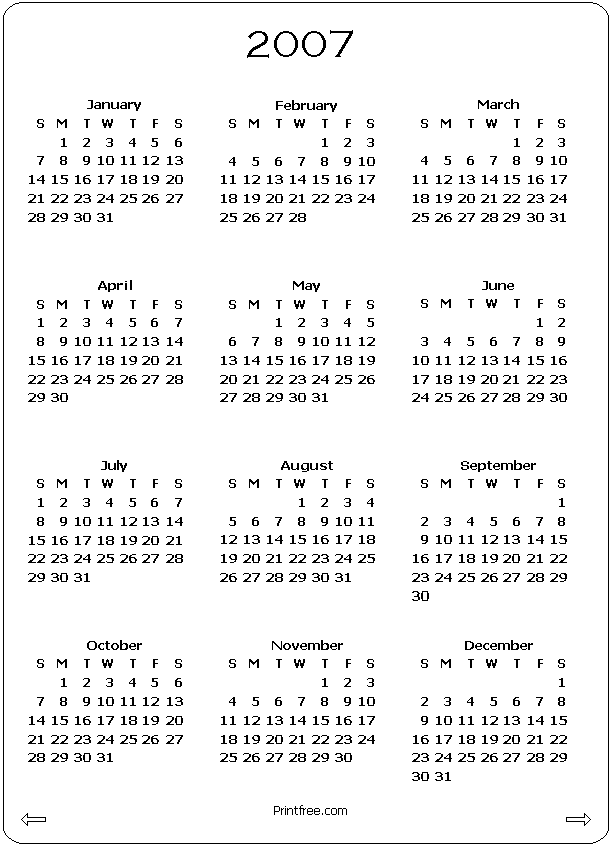 2007
January
S M T W T F S
1 2 3 4 5 6
7 8 9 10 11 12 13
14 15 16 17 18 19 20
21 22 23 24 25 26 27
28 29 30 31
February
S M T W T F S
1 2 3
4 5 6 7 8 9 10
11 12 13 14 15 16 17
18 19 20 21 22 23 24
25 26 27 28
March
S M T W T F S
1 2 3
4 5 6 7 8 9 10
11 12 13 14 15 16 17
18 19 20 21 22 23 24
25 26 27 28 29 30 31
April
S M T W T F S
1 2 3 4 5 6 7
8 9 10 11 12 13 14
15 16 17 18 19 20 21
22 23 24 25 26 27 28
29 30
May
S M T W T F S
1 2 3 4 5
6 7 8 9 10 11 12
13 14 15 16 17 18 19
20 21 22 23 24 25 26
27 28 29 30 31
June
S M T W T F S
1 2
3 4 5 6 7 8 9
10 11 12 13 14 15 16
17 18 19 20 21 22 23
24 25 26 27 28 29 30
July
S M T W T F S
1 2 3 4 5 6 7
8 9 10 11 12 13 14
15 16 17 18 19 20 21
22 23 24 25 26 27 28
29 30 31
August
S M T W T F S
1 2 3 4
5 6 7 8 9 10 11
12 13 14 15 16 17 18
19 20 21 22 23 24 25
26 27 28 29 30 31
September
S M T W T F S
1
2 3 4 5 6 7 8
9 10 11 12 13 14 15
16 17 18 19 20 21 22
23 24 25 26 27 28 29
30
October
S M T W T F S
1 2 3 4 5 6
7 8 9 10 11 12 13
14 15 16 17 18 19 20
21 22 23 24 25 26 27
28 29 30 31
November
S M T W T F S
1 2 3
4 5 6 7 8 9 10
11 12 13 14 15 16 17
18 19 20 21 22 23 24
25 26 27 28 29 30
December
S M T W T F S
1
2 3 4 5 6 7 8
9 10 11 12 13 14 15
16 17 18 19 20 21 22
23 24 25 26 27 28 29
30 31
Printfree.com